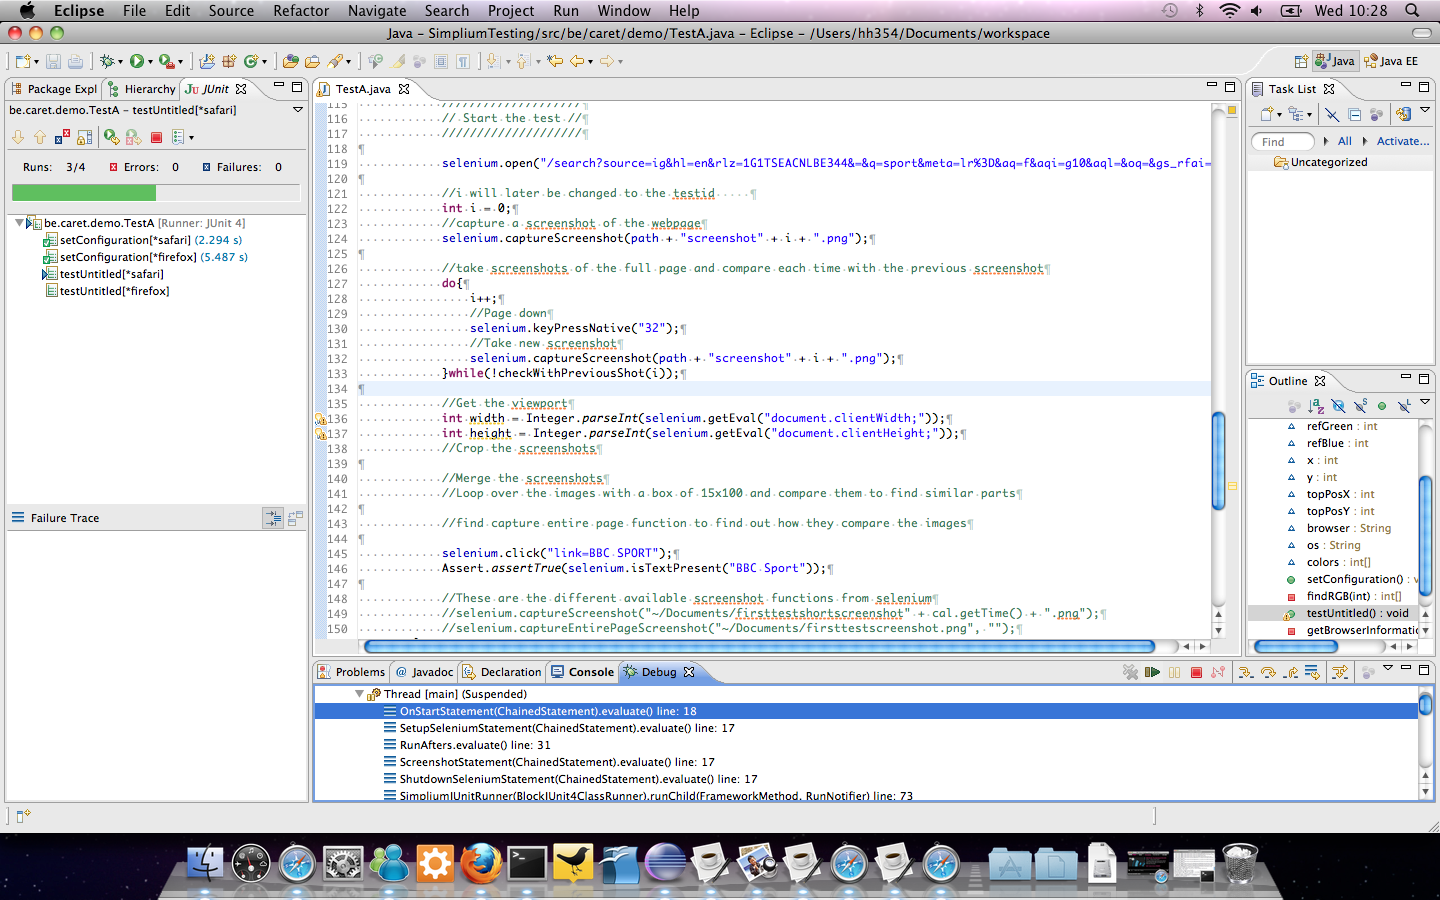 Eclipse File Edit Source Refactor Navigate Search Project Run Window Help Wed 10:28
Java – SimpliumTesting/src/be/caret/demo/TestA.java – Eclipse – /Users/hh354/Documents/workspace
Java Java EE
Package Expl Hierarchy JUnit
be.caret.demo.TestA - testUntitled[*safari]
Runs: 3/4 Errors: 0 Failures: 0
be.caret.demo.TestA [Runner: JUnit 4]
setConfiguration[*safari] (2.294 s)
setConfiguration[*firefox] (5.487 s)
testUntitled[*safari]
testUntitled[*firefox]
Failure Trace
TestA.java
115 ////////////////////
116 // Start the test //
117 ////////////////////
118
119 selenium.open("/search?source=ig&hl=en&rlz=1G1TSEACNLBE344&=&q=sport&meta=lr%3D&aq=f&aqi=g10&aql=&oq=&gs_rfai=
120
121 //i will later be changed to the testid
122 int i = 0;
123 //capture a screenshot of the webpage
124 selenium.captureScreenshot(path + "screenshot" + i + ".png");
125
126 //take screenshots of the full page and compare each time with the previous screenshot
127 do{
128 i++;
129 //Page down
130 selenium.keyPressNative("32");
131 //Take new screenshot
132 selenium.captureScreenshot(path + "screenshot" + i + ".png");
133 }while(!checkWithPreviousShot(i));
134
135 //Get the viewport
136 int width = Integer.parseInt(selenium.getEval("document.clientWidth;"));
137 int height = Integer.parseInt(selenium.getEval("document.clientHeight;"));
138 //Crop the screenshots
139
140 //Merge the screenshots
141 //Loop over the images with a box of 15x100 and compare them to find similar parts
142
143 //find capture entire page function to find out how they compare the images
144
145 selenium.click("link=BBC SPORT");
146 Assert.assertTrue(selenium.isTextPresent("BBC Sport"));
147
148 //These are the different available screenshot functions from selenium
149 //selenium.captureScreenshot("~/Documents/firsttestshortscreenshot" + cal.getTime() + ".png");
150 //selenium.captureEntirePageScreenshot("~/Documents/firsttestscreenshot.png", "");
Task List
Find All Activate...
Uncategorized
Outline
refGreen : int
refBlue : int
x : int
y : int
topPosX : int
topPosY : int
browser : String
os : String
colors : int[]
setConfiguration() : v
findRGB(int) : int[]
testUntitled() : void
getBrowserInformatio
Problems Javadoc Declaration Console Debug
Thread [main] (Suspended)
OnStartStatement(ChainedStatement).evaluate() line: 18
SetupSeleniumStatement(ChainedStatement).evaluate() line: 17
RunAfters.evaluate() line: 31
ScreenshotStatement(ChainedStatement).evaluate() line: 17
ShutdownSeleniumStatement(ChainedStatement).evaluate() line: 17
SimpliumJUnitRunner(BlockJUnit4ClassRunner).runChild(FrameworkMethod, RunNotifier) line: 73